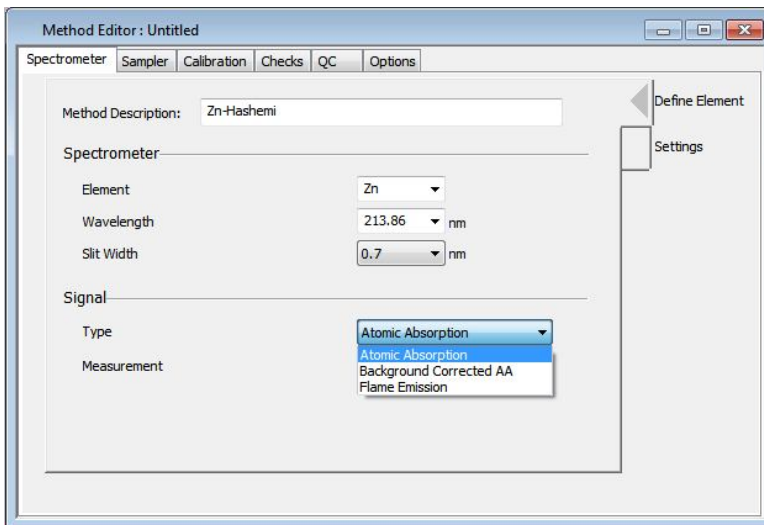 Method Editor : Untitled
Spectrometer Sampler Calibration Checks QC Options
Define Element
Settings
Method Description: Zn-Hashemi
Spectrometer
Element Zn
Wavelength 213.86 nm
Slit Width 0.7 nm
Signal
Type Atomic Absorption
Atomic Absorption
Measurement Background Corrected AA
Flame Emission